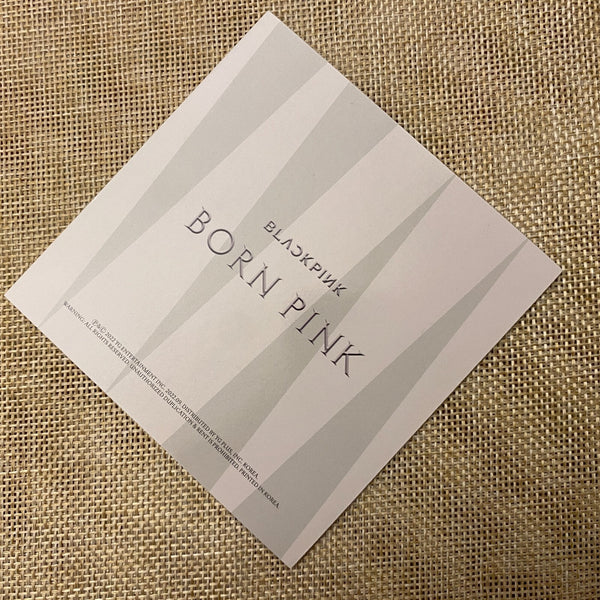 BLACKPINK
BORN PINK
Ⓟ&© 2022 YG ENTERTAINMENT INC. 2022.09. DISTRIBUTED BY YG PLUS, INC. KOREA.
WARNING: ALL RIGHTS RESERVED. UNAUTHORIZED DUPLICATION & RENT IS PROHIBITED. PRINTED IN KOREA.